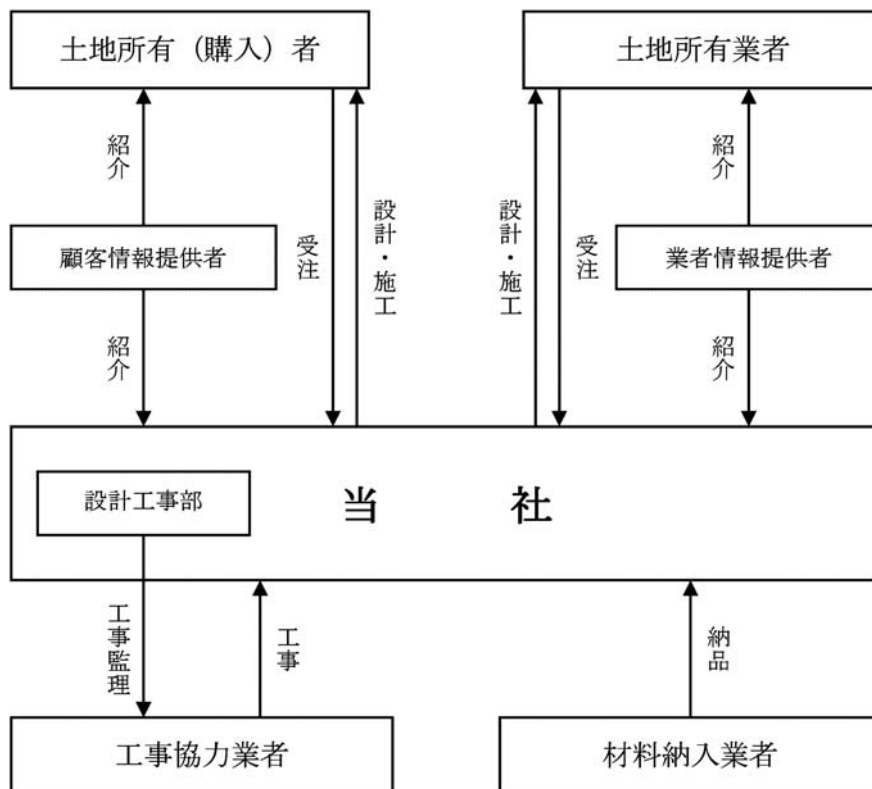 土地所有（購入）者
土地所有業者
紹介
紹介
顧客情報提供者
受注
設計・施工
設計・施工
受注
業者情報提供者
紹介
紹介
設計工事部
当社
工事監理
工事
納品
工事協力業者
材料納入業者